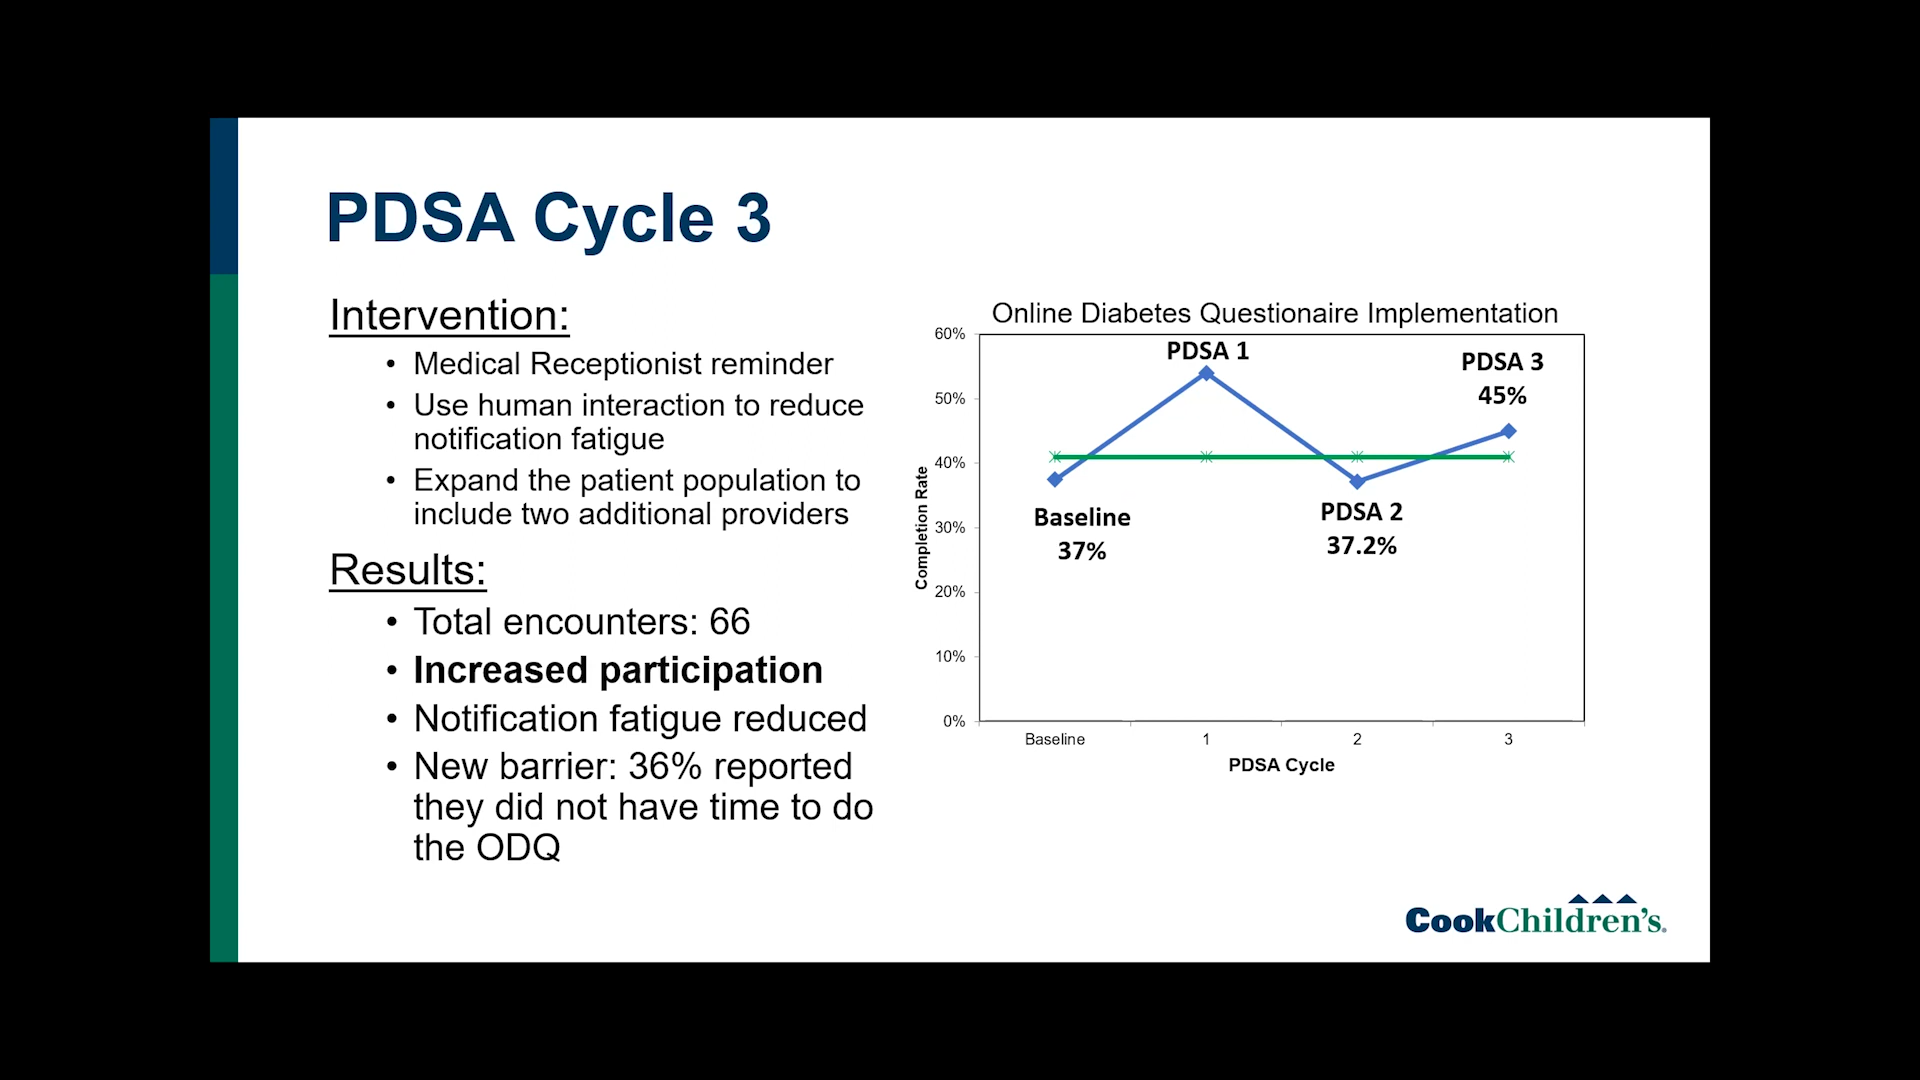 PDSA Cycle 3
Intervention:
• Medical Receptionist reminder
• Use human interaction to reduce
notification fatigue
• Expand the patient population to
include two additional providers
Results:
• Total encounters: 66
• Increased participation
• Notification fatigue reduced
• New barrier: 36% reported
they did not have time to do
the ODQ
Online Diabetes Questionaire Implementation
60%
50%
40%
30%
20%
10%
0%
Completion Rate
PDSA 1
PDSA 3
45%
Baseline
37%
PDSA 2
37.2%
Baseline
1
2
3
PDSA Cycle
CookChildren's.